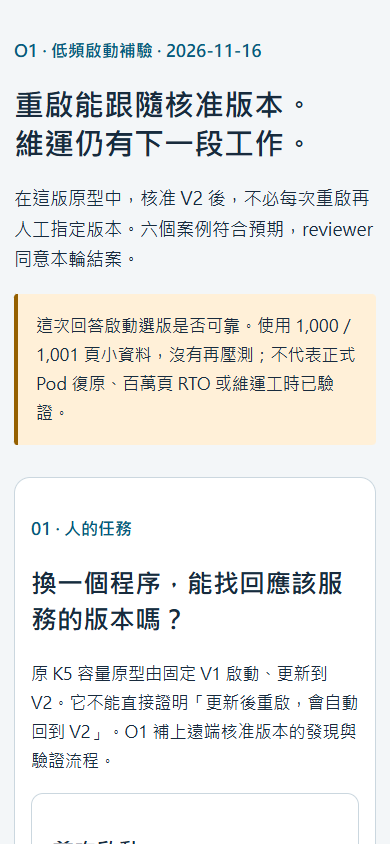 O1 · 低頻啟動補驗 · 2026-11-16
重啟能跟隨核准版本。
維運仍有下一段工作。
在這版原型中，核准 V2 後，不必每次重啟再
人工指定版本。六個案例符合預期，reviewer
同意本輪結案。
這次回答啟動選版是否可靠。使用 1,000 /
1,001 頁小資料，沒有再壓測；不代表正式
Pod 復原、百萬頁 RTO 或維運工時已驗
證。
01 · 人的任務
換一個程序，能找回應該服
務的版本嗎？
原 K5 容量原型由固定 V1 啟動、更新到
V2。它不能直接證明「更新後重啟，會自動
回到 V2」。O1 補上遠端核准版本的發現與
驗證流程。